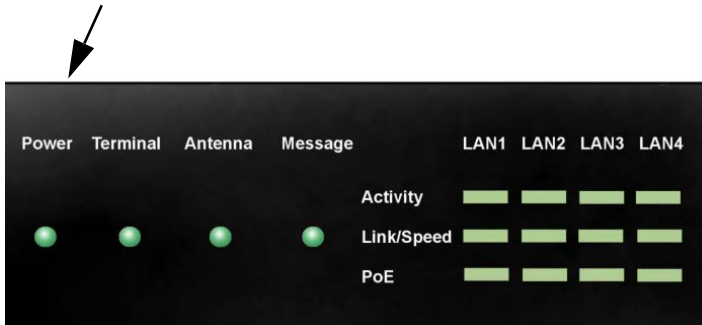 Power Terminal Antenna Message LAN1 LAN2 LAN3 LAN4
Activity
Link/Speed
PoE